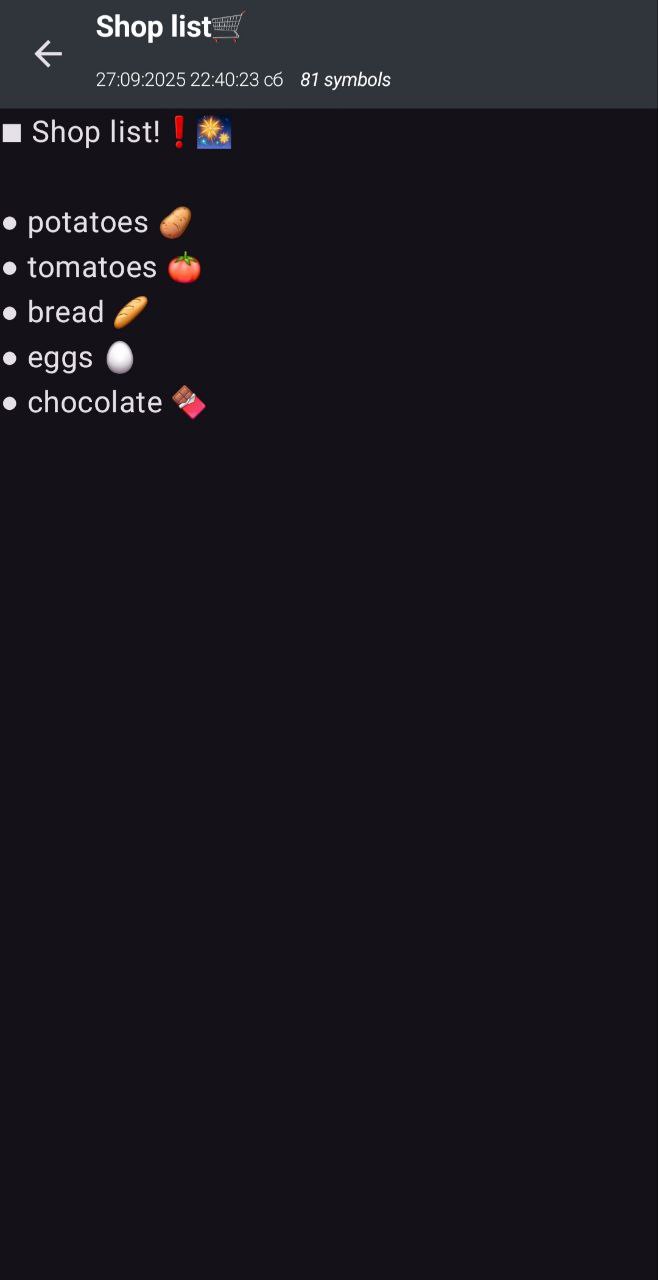 Shop list🛒
27:09:2025 22:40:23 сб 81 symbols
■ Shop list!❗🎇
● potatoes 🥔
● tomatoes 🍅
● bread 🥖
● eggs 🥚
● chocolate 🍫